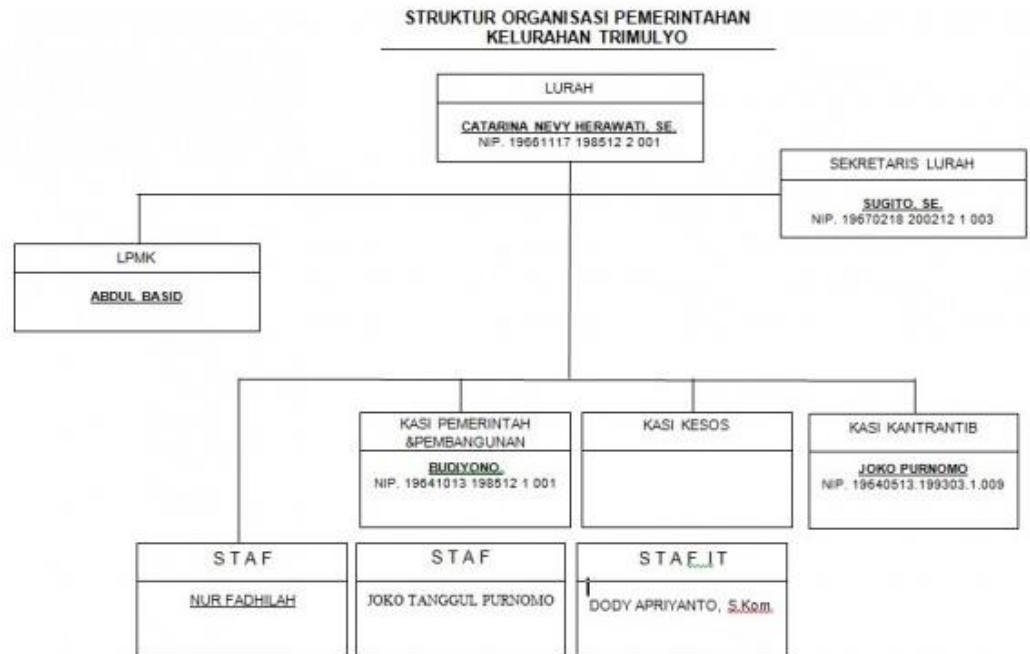 STRUKTUR ORGANISASI PEMERINTAHAN
KELURAHAN TRIMULYO
LURAH
CATARINA NEVY HERAWATI, SE.
NIP. 19661117 198512 2 001
SEKRETARIS LURAH
SUGITO, SE.
NIP. 19670218 200212 1 003
LPMK
ABDUL BASID
KASI PEMERINTAH
&PEMBANGUNAN
BUDIYONO.
NIP. 19641013 198512 1 001
KASI KESOS
KASI KANTRANTIB
JOKO PURNOMO
NIP. 19640513.199303.1.009
STAF
NUR FADHILAH
STAF
JOKO TANGGUL PURNOMO
STAF IT
DODY APRIYANTO, S.Kom.